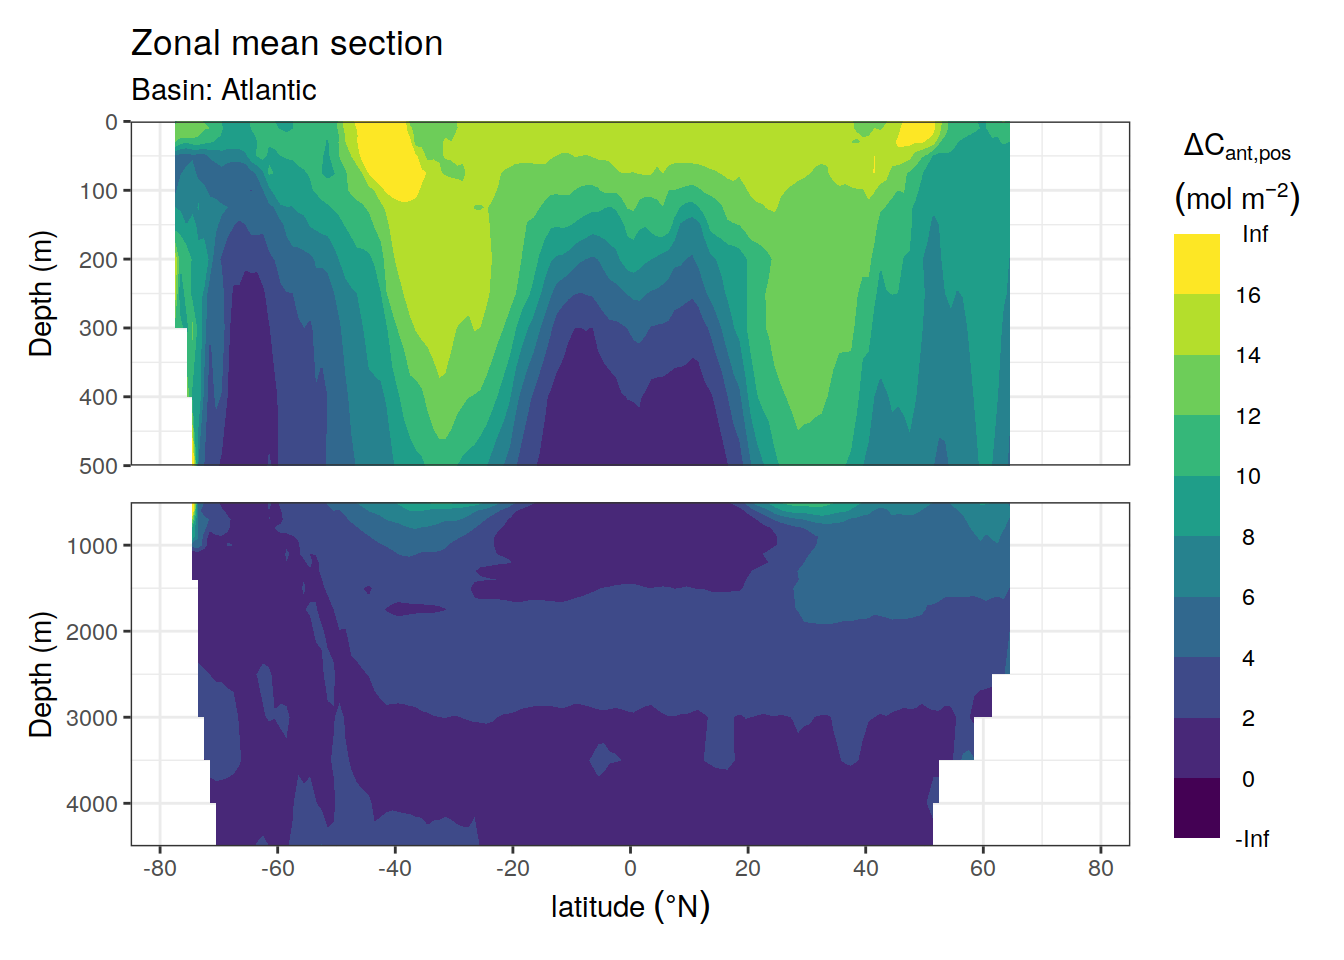 Zonal mean section
Basin: Atlantic
0
100
200
300
400
500
Depth (m)
1000
2000
3000
4000
Depth (m)
-80 -60 -40 -20 0 20 40 60 80
latitude (°N)
ΔCant,pos
(mol m−2)
Inf
16
14
12
10
8
6
4
2
0
-Inf